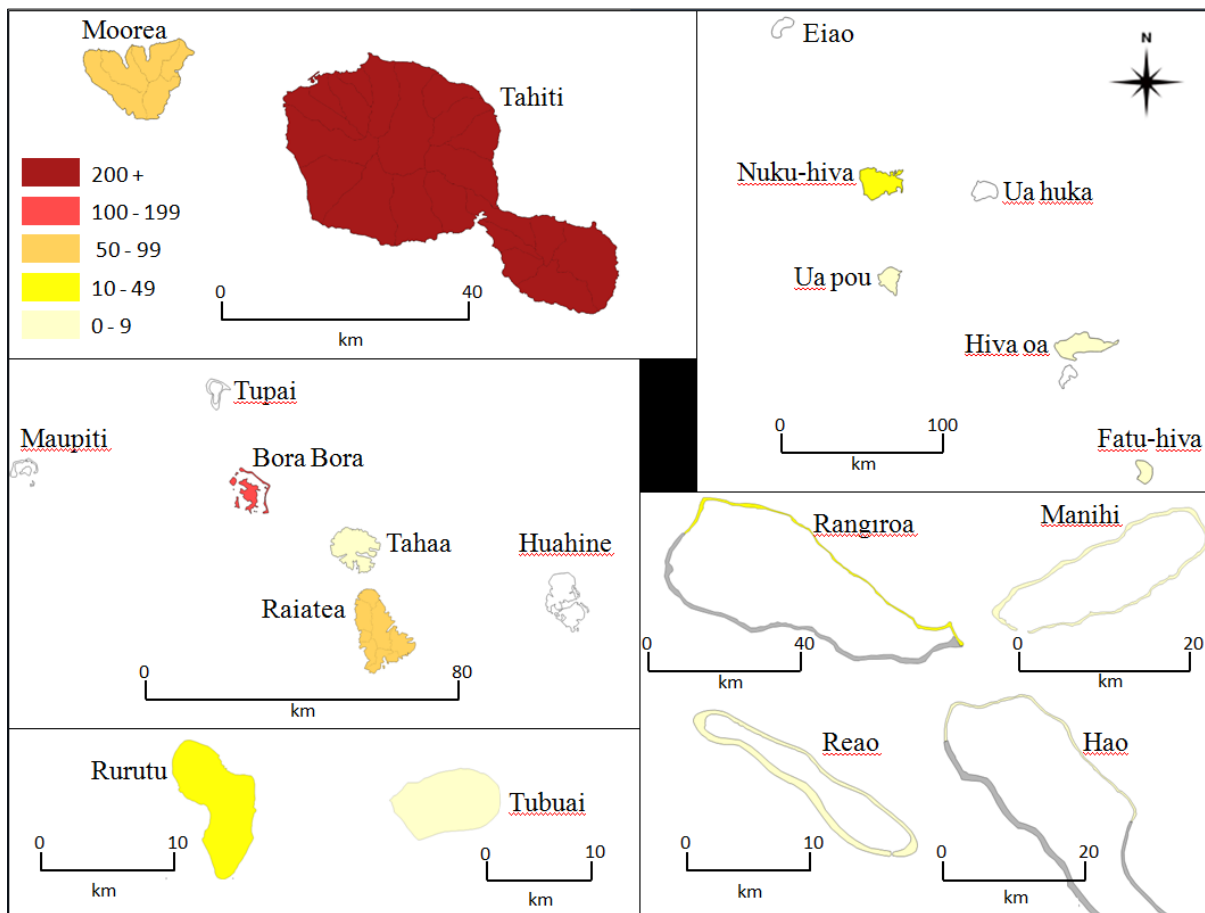 Moorea
Tahiti
200 +
100 - 199
50 - 99
10 - 49
0 - 9
0 40
km
Eiao
N
Nuku-hiva
Ua huka
Ua pou
Hiva oa
0 100
km
Fatu-hiva
Tupai
Maupiti
Bora Bora
Tahaa
Huahine
Raiatea
0 80
km
Rangiroa
Manihi
0 40
km
0 20
km
Reao
Hao
0 10
km
0 20
km
Rurutu
Tubuai
0 10
km
0 10
km